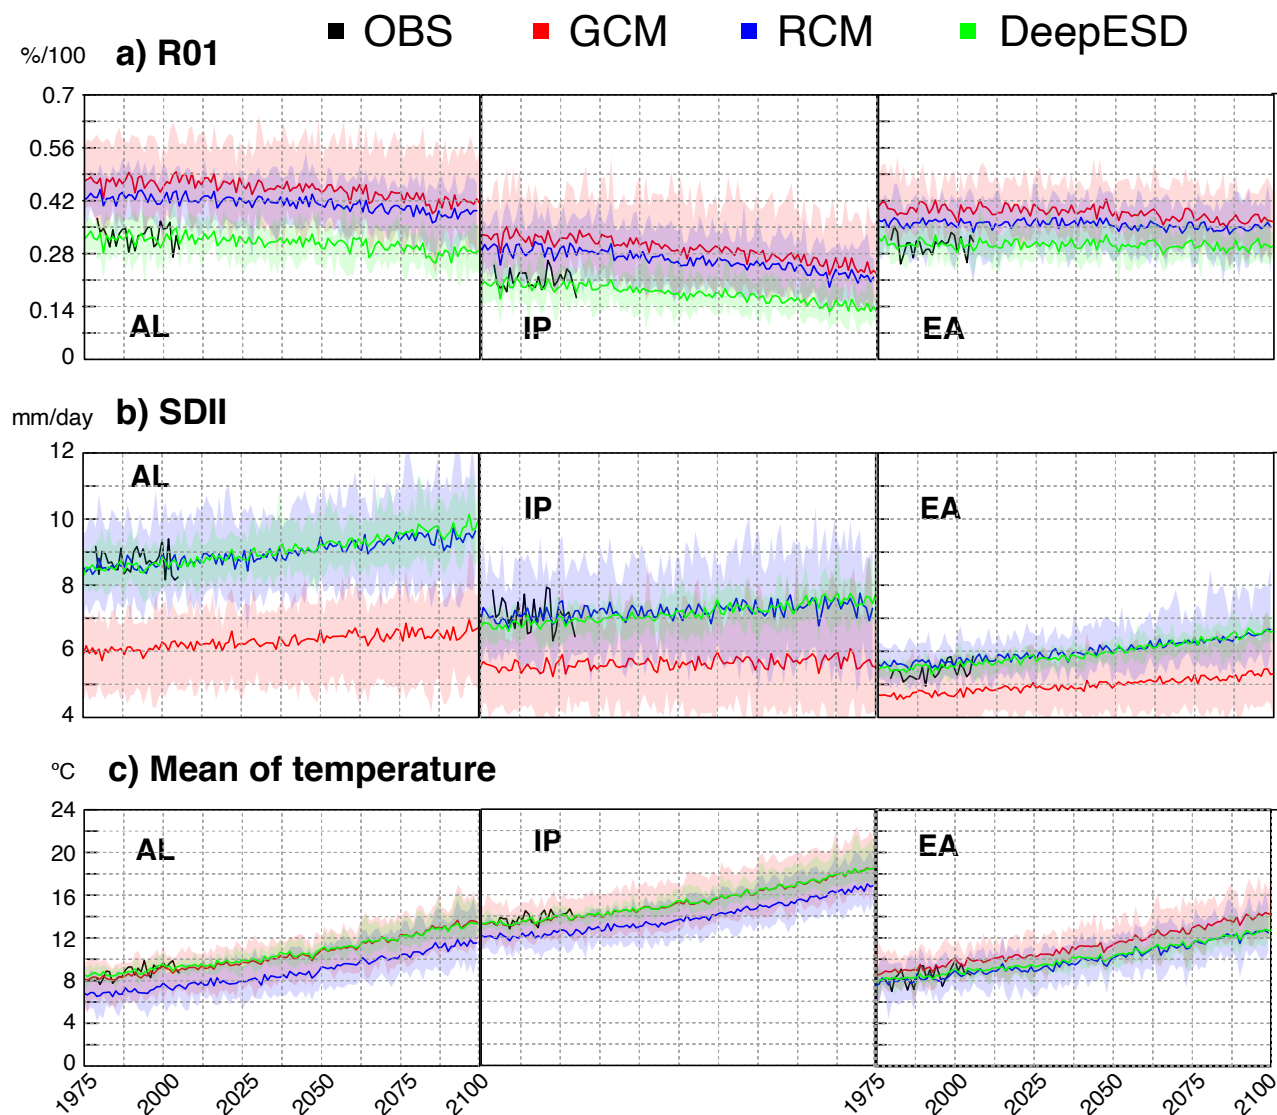 OBS GCM RCM DeepESD
%/100 a) R01
0.7
0.56
0.42
0.28
0.14
0
AL IP EA
mm/day b) SDII
12
10
8
6
4
AL IP EA
ºC c) Mean of temperature
24
20
16
12
8
4
0
AL IP EA
1975 2000 2025 2050 2075 2100 1975 2000 2025 2050 2075 2100